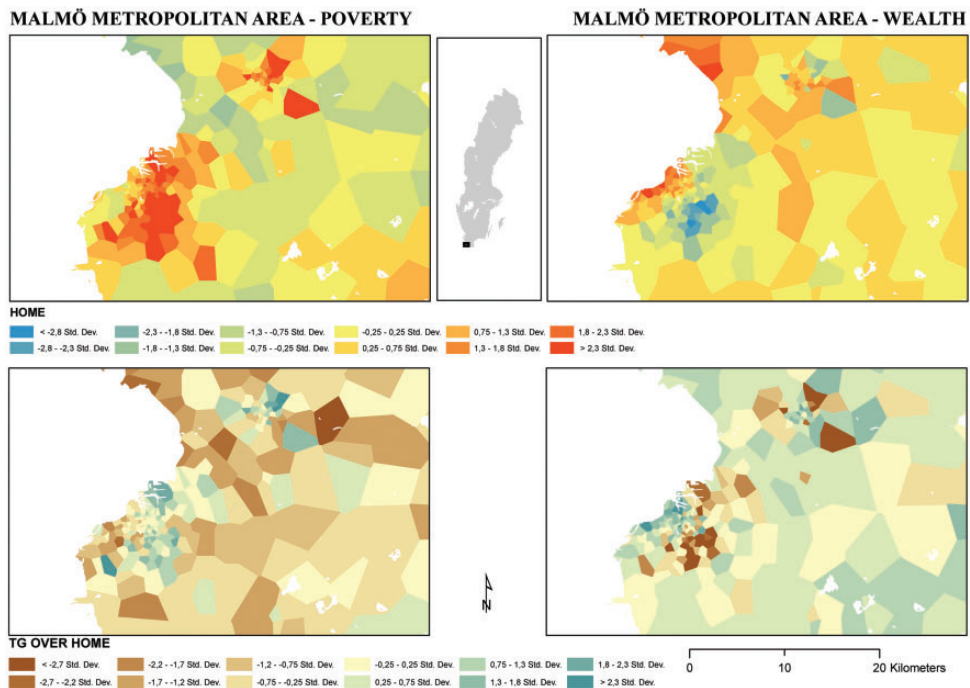 MALMÖ METROPOLITAN AREA - POVERTY
MALMÖ METROPOLITAN AREA - WEALTH
HOME
< -2,8 Std. Dev.
-2,3 - -1,8 Std. Dev.
-1,3 - -0,75 Std. Dev.
-0,25 - 0,25 Std. Dev.
0,75 - 1,3 Std. Dev.
1,8 - 2,3 Std. Dev.
-2,8 - -2,3 Std. Dev.
-1,8 - -1,3 Std. Dev.
-0,75 - -0,25 Std. Dev.
0,25 - 0,75 Std. Dev.
1,3 - 1,8 Std. Dev.
> 2,3 Std. Dev.
N
TG OVER HOME
< -2,7 Std. Dev.
-2,2 - -1,7 Std. Dev.
-1,2 - -0,75 Std. Dev.
-0,25 - 0,25 Std. Dev.
0,75 - 1,3 Std. Dev.
1,8 - 2,3 Std. Dev.
-2,7 - -2,2 Std. Dev.
-1,7 - -1,2 Std. Dev.
-0,75 - -0,25 Std. Dev.
0,25 - 0,75 Std. Dev.
1,3 - 1,8 Std. Dev.
> 2,3 Std. Dev.
0 10 20 Kilometers